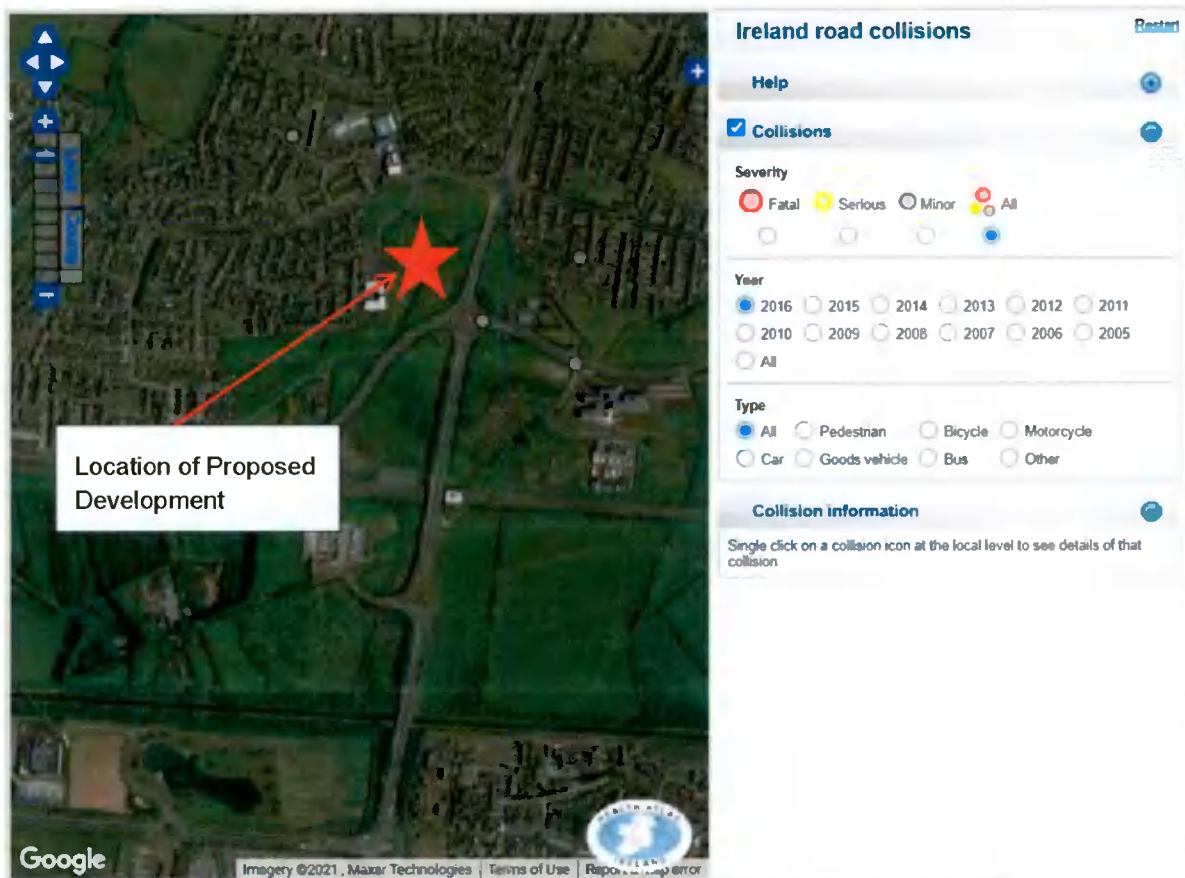 Location of Proposed
Development
Google
Imagery ©2021, Maxar Technologies
Terms of Use
HEALTH ATLAS
IRELAND
Ireland road collisions
Restart
Help
Collisions
Severity
Fatal Serious Minor All
Year
2016 2015 2014 2013 2012 2011
2010 2009 2008 2007 2006 2005
All
Type
All Pedestrian Bicycle Motorcycle
Car Goods vehicle Bus Other
Collision information
Single click on a collision icon at the local level to see details of that
collision